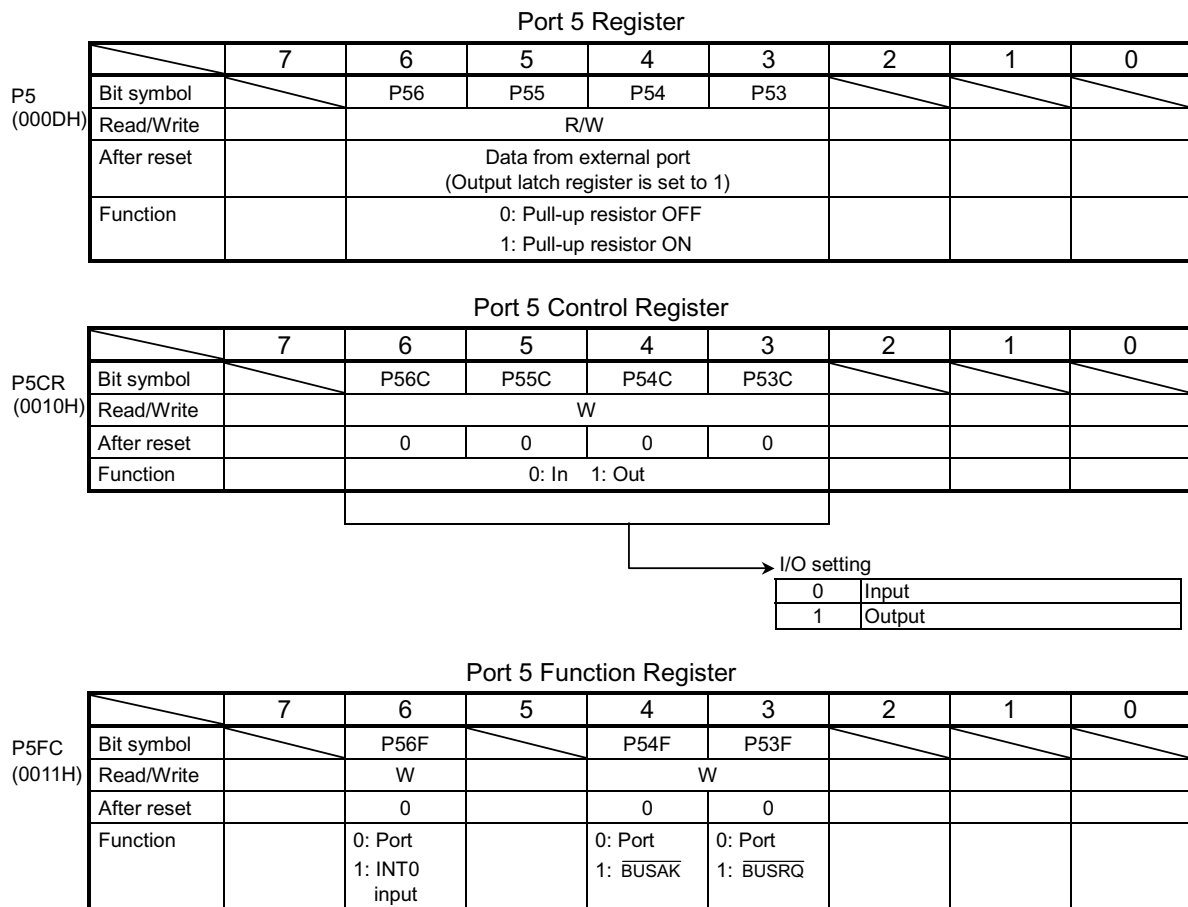 Port 5 Register
7 6 5 4 3 2 1 0
P5
(000DH)
Bit symbol P56 P55 P54 P53
Read/Write R/W
After reset Data from external port
(Output latch register is set to 1)
Function 0: Pull-up resistor OFF
1: Pull-up resistor ON
Port 5 Control Register
7 6 5 4 3 2 1 0
P5CR
(0010H)
Bit symbol P56C P55C P54C P53C
Read/Write W
After reset 0 0 0 0
Function 0: In 1: Out
I/O setting
0 Input
1 Output
Port 5 Function Register
7 6 5 4 3 2 1 0
P5FC
(0011H)
Bit symbol P56F P54F P53F
Read/Write W W
After reset 0 0 0
Function 0: Port 0: Port 0: Port
1: INT0 1: BUSAK 1: BUSRQ
input